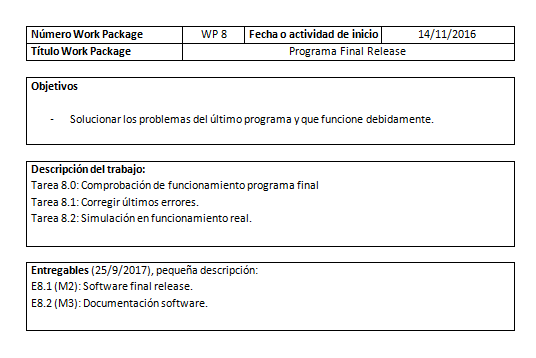 Número Work Package WP 8 Fecha o actividad de inicio 14/11/2016
Título Work Package Programa Final Release
Objetivos
- Solucionar los problemas del último programa y que funcione debidamente.
Descripción del trabajo:
Tarea 8.0: Comprobación de funcionamiento programa final
Tarea 8.1: Corregir últimos errores.
Tarea 8.2: Simulación en funcionamiento real.
Entregables (25/9/2017), pequeña descripción:
E8.1 (M2): Software final release.
E8.2 (M3): Documentación software.